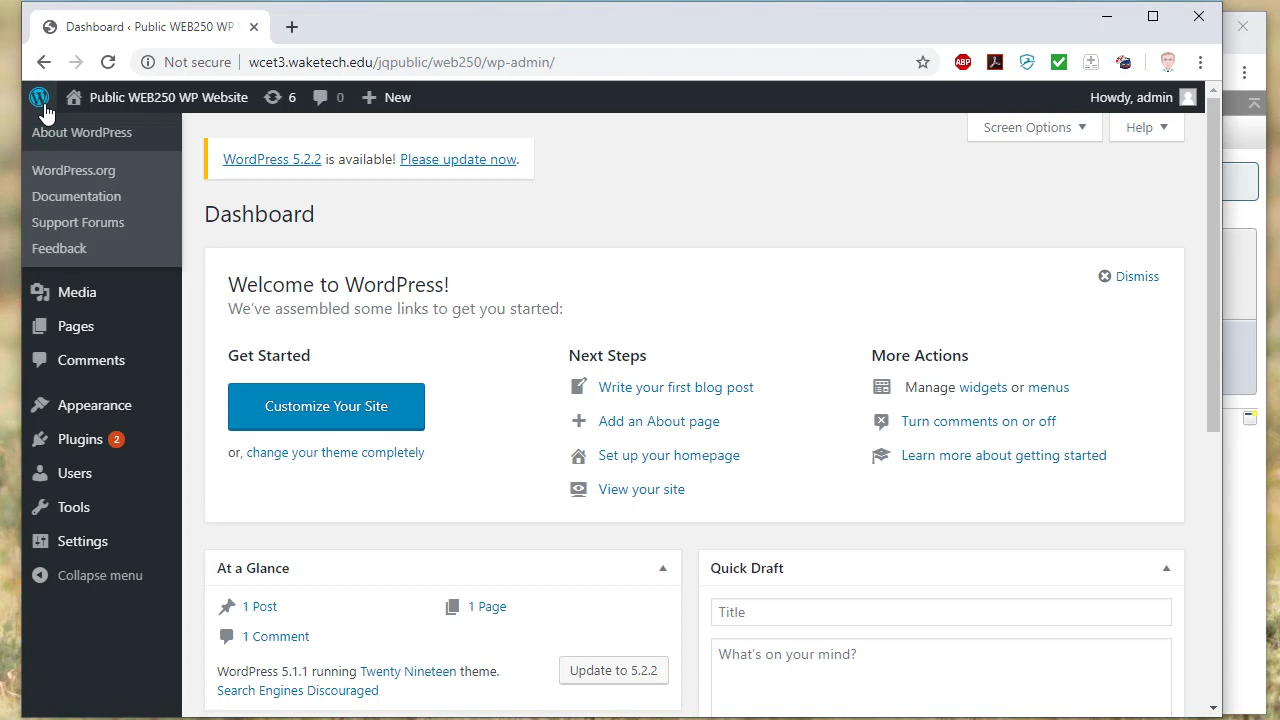 Dashboard ‹ Public WEB250 WP
Not secure
wcet3.waketech.edu/jqpublic/web250/wp-admin/
ABP
Public WEB250 WP Website
6
0
New
Howdy, admin
About WordPress
WordPress.org
Documentation
Support Forums
Feedback
Media
Pages
Comments
Appearance
Plugins 2
Users
Tools
Settings
Collapse menu
Screen Options
Help
WordPress 5.2.2 is available! Please update now.
Dashboard
Welcome to WordPress!
We've assembled some links to get you started:
Dismiss
Get Started
Customize Your Site
or, change your theme completely
Next Steps
Write your first blog post
Add an About page
Set up your homepage
View your site
More Actions
Manage widgets or menus
Turn comments on or off
Learn more about getting started
At a Glance
1 Post
1 Page
1 Comment
WordPress 5.1.1 running Twenty Nineteen theme.
Update to 5.2.2
Search Engines Discouraged
Quick Draft
Title
What's on your mind?